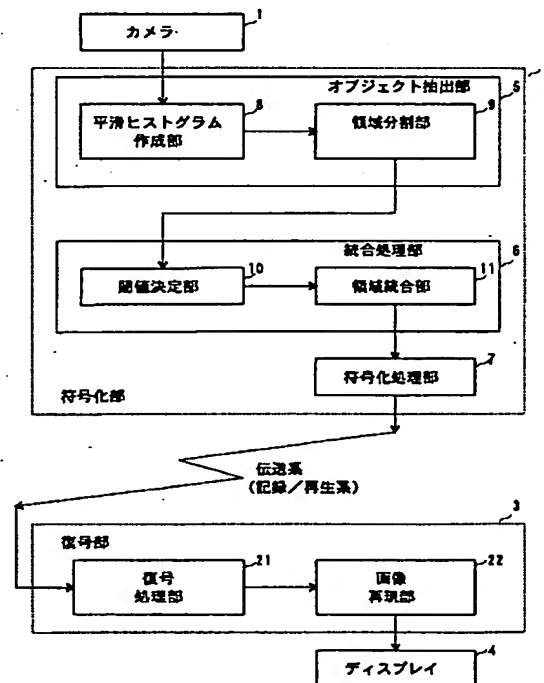 カメラ
1
オブジェクト抽出部
5
平滑ヒストグラム
作成部
8
領域分割部
9
統合処理部
6
閾値決定部
10
領域統合部
11
符号化処理部
7
符号化部
伝送系
(記録/再生系)
3
復号部
復号
処理部
21
画像
再現部
22
ディスプレイ
4